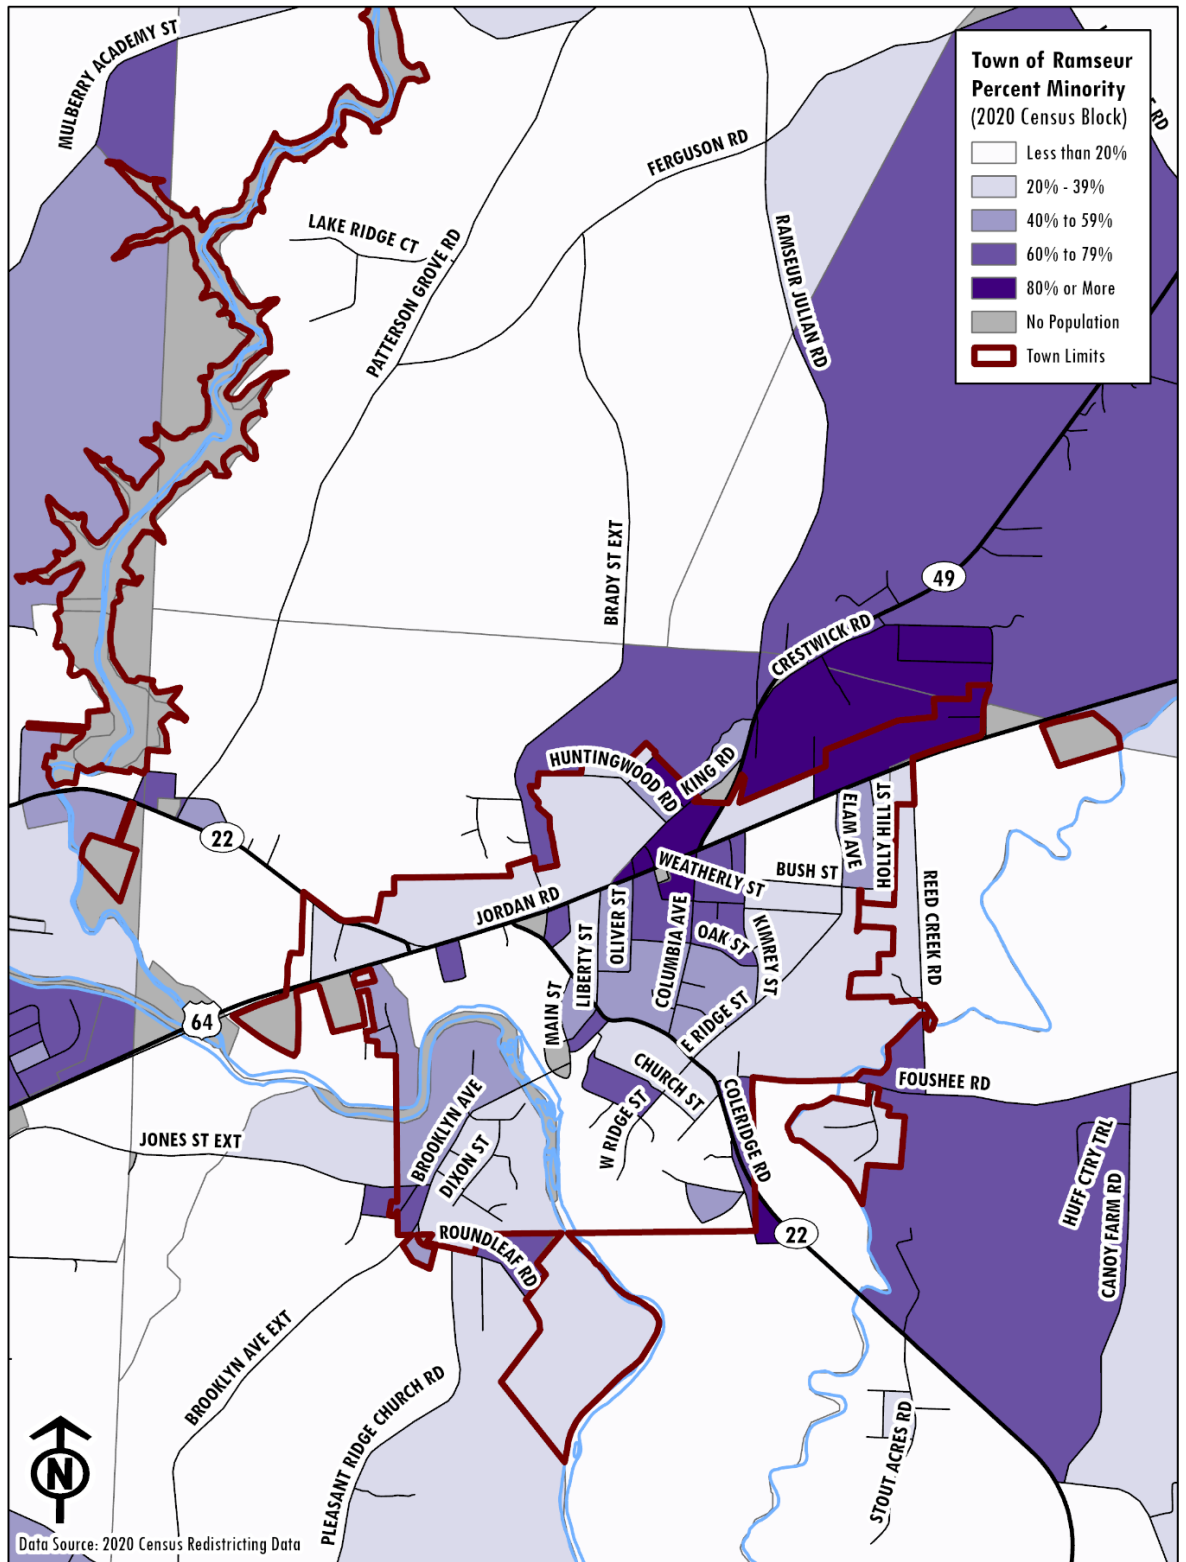 MULBERRY ACADEMY ST
Town of Ramseur
Percent Minority
(2020 Census Block)
Less than 20%
20% - 39%
40% to 59%
60% to 79%
80% or More
No Population
Town Limits
RD
FERGUSON RD
LAKE RIDGE CT
PATTERSON GROVE RD
RAMSEUR JULIAN RD
BRADY ST EXT
49
CRESTWICK RD
HUNTINGWOOD RD
KING RD
22
ELAM AVE
HOLLY HILL ST
WEATHERLY ST
BUSH ST
REED CREEK RD
JORDAN RD
OLIVER ST
LIBERTY ST
COLUMBIA AVE
OAK ST
KIMREY ST
64
MAIN ST
E RIDGE ST
CHURCH ST
W RIDGE ST
COLERIDGE RD
FOUSHEE RD
JONES ST EXT
BROOKLYN AVE
DIXON ST
HUFF CTRY TRL
CANOY FARM RD
ROUNDLEAF RD
22
BROOKLYN AVE EXT
PLEASANT RIDGE CHURCH RD
STOUT ACRES RD
N
Data Source: 2020 Census Redistricting Data